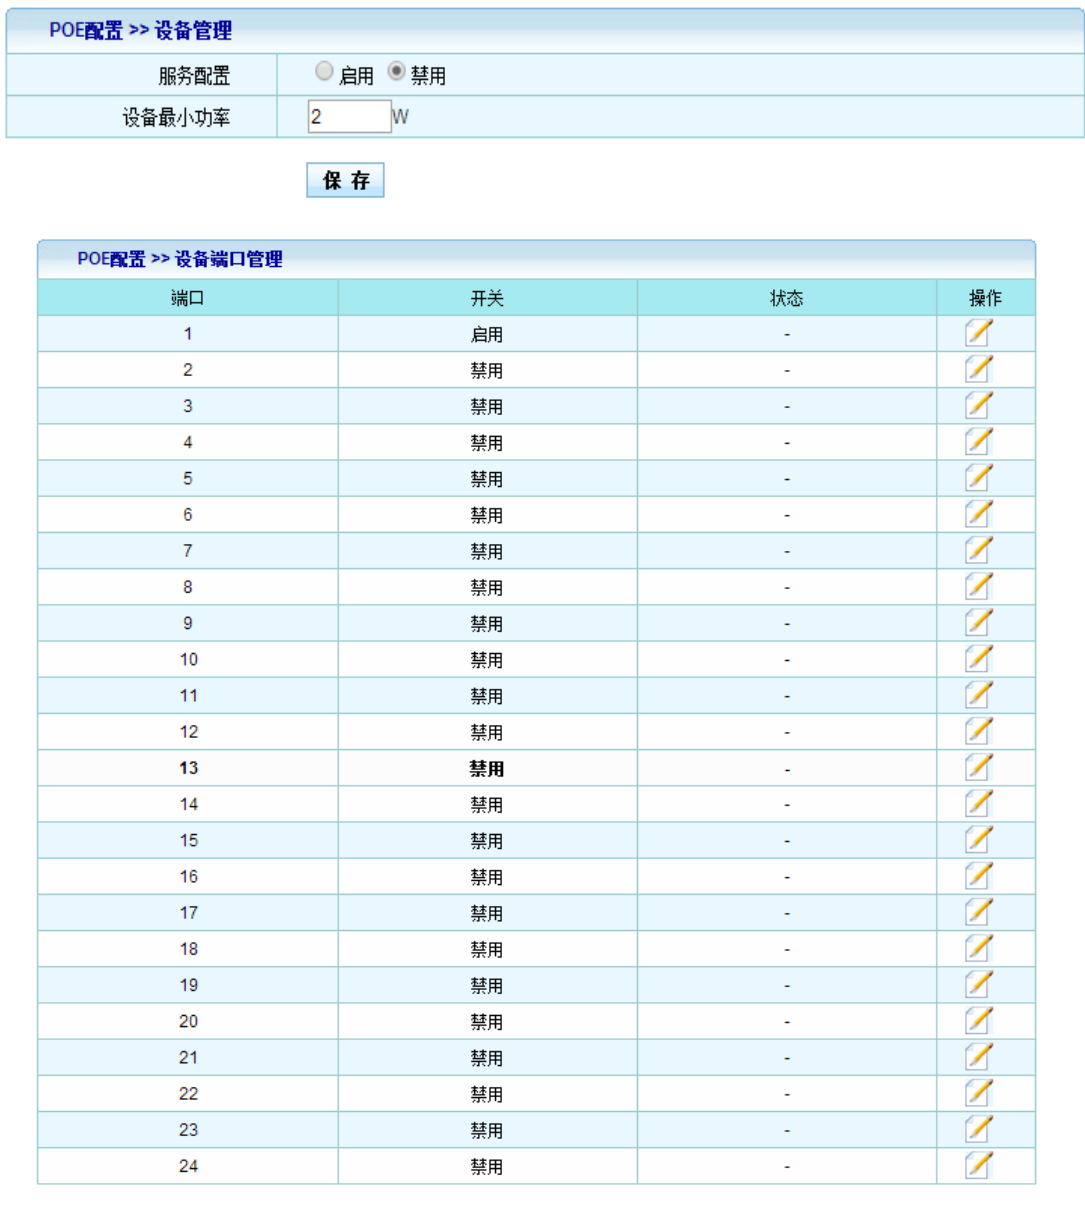 POE配置 >> 设备管理
服务配置 启用 禁用
设备最小功率 2 W
保 存
POE配置 >> 设备端口管理
端口 开关 状态 操作
1 启用 -
2 禁用 -
3 禁用 -
4 禁用 -
5 禁用 -
6 禁用 -
7 禁用 -
8 禁用 -
9 禁用 -
10 禁用 -
11 禁用 -
12 禁用 -
13 禁用 -
14 禁用 -
15 禁用 -
16 禁用 -
17 禁用 -
18 禁用 -
19 禁用 -
20 禁用 -
21 禁用 -
22 禁用 -
23 禁用 -
24 禁用 -